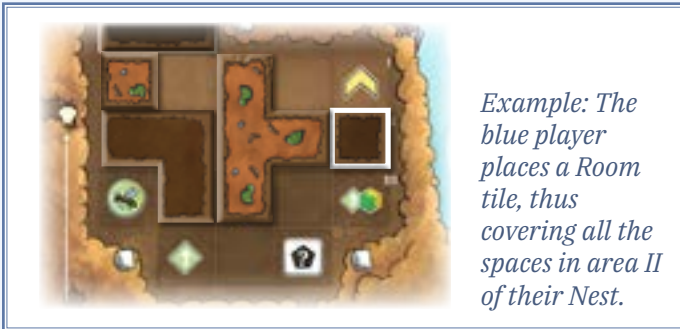 Example: The
blue player
places a Room
tile, thus
covering all the
spaces in area II
of their Nest.